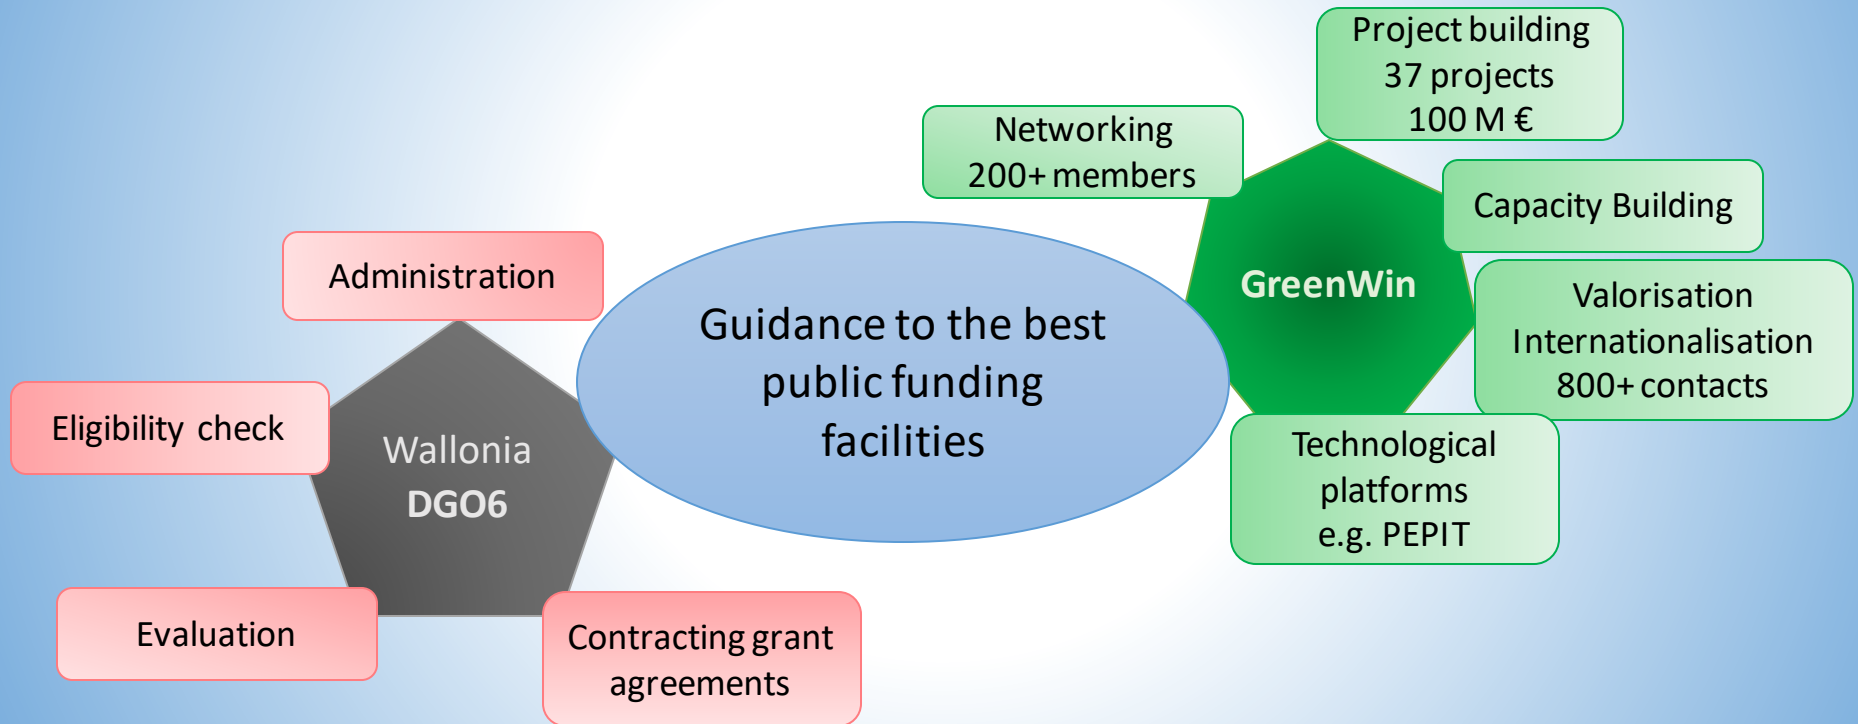 Project building
37 projects
100 M €
Networking
200+ members
Capacity Building
GreenWin
Valorisation
Internationalisation
800+ contacts
Technological
platforms
e.g. PEPIT
Guidance to the best
public funding
facilities
Administration
Eligibility check
Wallonia
DGO6
Evaluation
Contracting grant
agreements